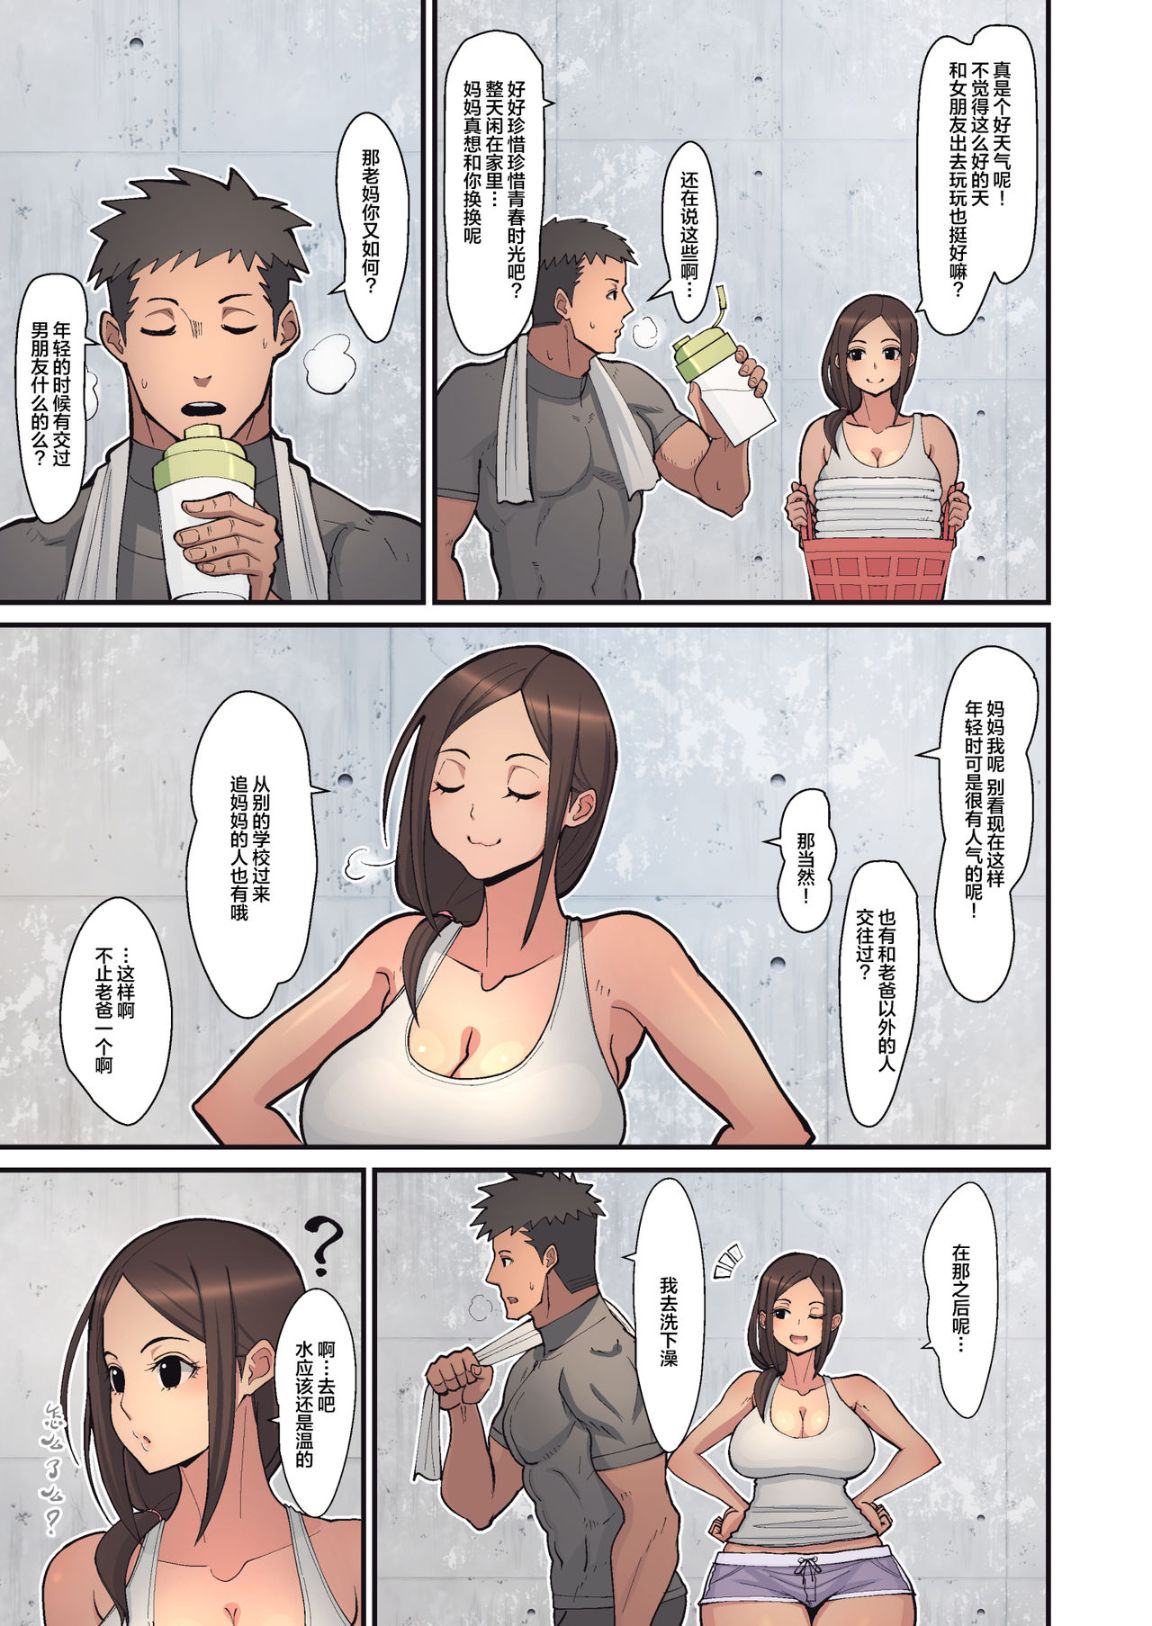 真是个好天气呢！
不觉得这么好的天
和女朋友出去玩玩也挺好嘛？
还在说这些啊…
好好珍惜珍惜青春时光吧？
整天闲在家里…
妈妈真想和你换换呢
那老妈你又如何？
年轻的时候有交过
男朋友什么的么？
妈妈我呢 别看现在这样
年轻时可是很有人气的呢！
那当然！
也有和老爸以外的人
交往过？
从别的学校过来
追妈妈的人也有哦
…这样啊
不止老爸一个啊
在那之后呢…
我去洗下澡
？
啊…去吧
水应该还是温的
怎么了么？